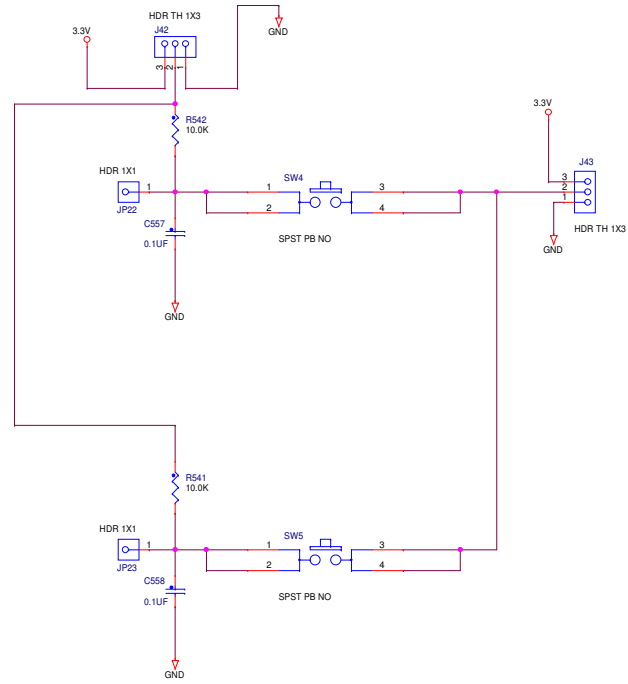 HDR TH 1X3
3.3V
J42
GND
3
2
1
R542
10.0K
3.3V
J43
HDR 1X1
1
JP22
SW4
1
2
3
4
3
2
1
C557
0.1UF
SPST PB NO
HDR TH 1X3
GND
GND
R541
10.0K
HDR 1X1
1
JP23
SW5
1
2
3
4
C558
0.1UF
SPST PB NO
GND